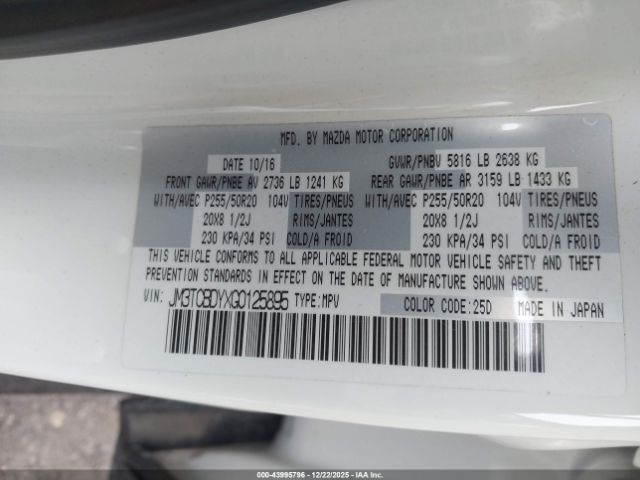 MFD. BY MAZDA MOTOR CORPORATION
DATE 10/16 GVWR/PNBV 5816 LB 2638 KG
FRONT GAWR/PNBE AV 2736 LB 1241 KG REAR GAWR/PNBE AR 3159 LB 1433 KG
WITH/AVEC P255/50R20 104V TIRES/PNEUS WITH/AVEC P255/50R20 104V TIRES/PNEUS
20X8 1/2J RIMS/JANTES 20X8 1/2J RIMS/JANTES
230 KPA/34 PSI COLD/A FROID 230 KPA/34 PSI COLD/A FROID
THIS VEHICLE CONFORMS TO ALL APPLICABLE FEDERAL MOTOR VEHICLE SAFETY AND THEFT
PREVENTION STANDARDS IN EFFECT ON THE DATE OF MANUFACTURE SHOWN ABOVE.
VIN: JM3TCBDYXG0125895 TYPE:MPV COLOR CODE:25D MADE IN JAPAN
000-43995796 - 12/22/2025 - COPYRIGHT IAA, LLC.